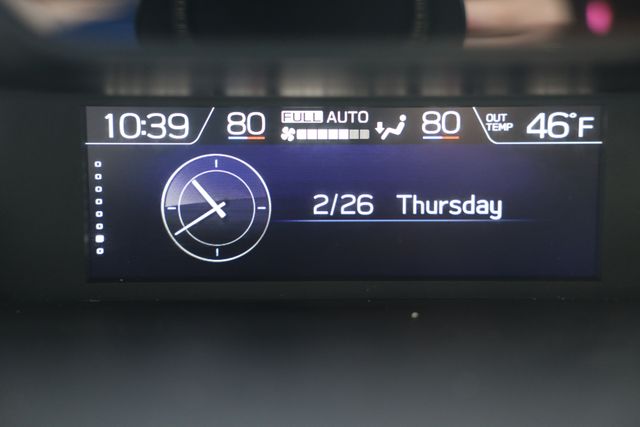 10:39 80 FULL AUTO 80 OUT TEMP 46°F
2/26 Thursday